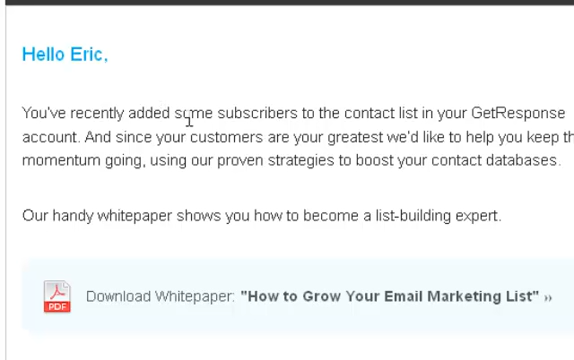 Hello Eric,
You've recently added some subscribers to the contact list in your GetResponse
account. And since your customers are your greatest we'd like to help you keep
momentum going, using our proven strategies to boost your contact databases.
Our handy whitepaper shows you how to become a list-building expert.
PDF
Download Whitepaper: "How to Grow Your Email Marketing List" »